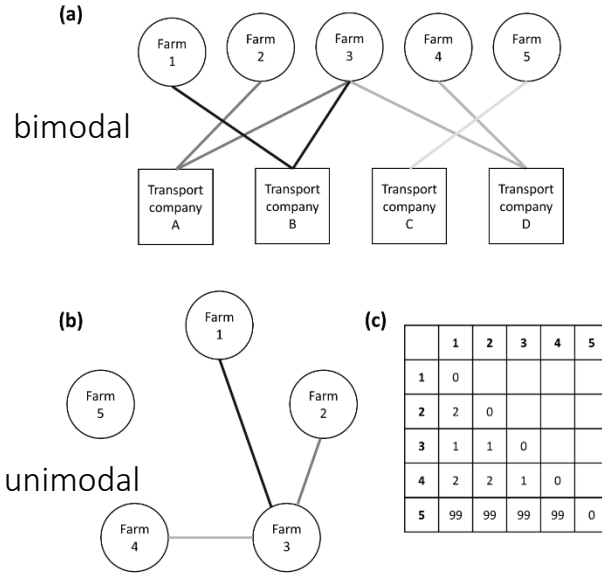 (a)
Farm
1
Farm
2
Farm
3
Farm
4
Farm
5
bimodal
Transport
company
A
Transport
company
B
Transport
company
C
Transport
company
D
(b)
Farm
1
Farm
5
Farm
2
unimodal
Farm
4
Farm
3
(c)
1 2 3 4 5
1 0
2 2 0
3 1 1 0
4 2 2 1 0
5 99 99 99 99 0